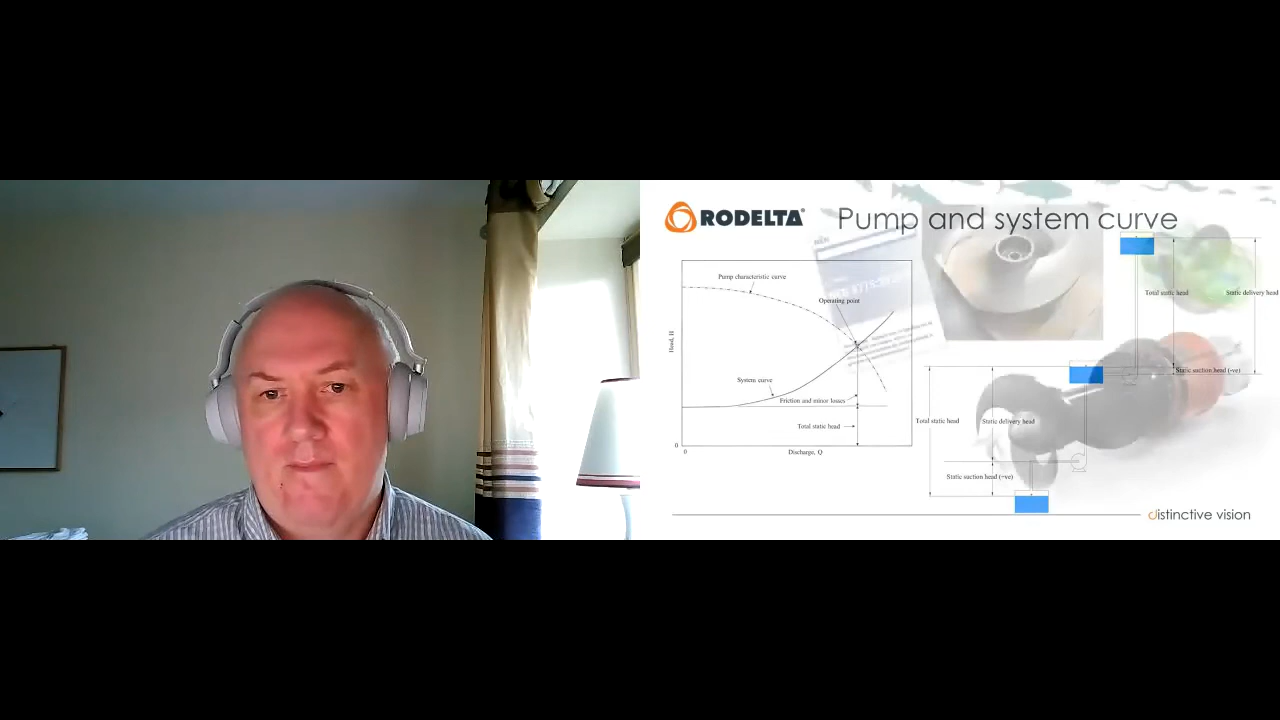 RODELTA
Pump and system curve
Pump characteristic curve
Operating point
Head, H
System curve
Friction and minor losses
Total static head
0
0
Discharge, Q
Total static head
Static delivery head
Static suction head (-ve)
Total static head
Static delivery head
Static suction head (+ve)
distinctive vision